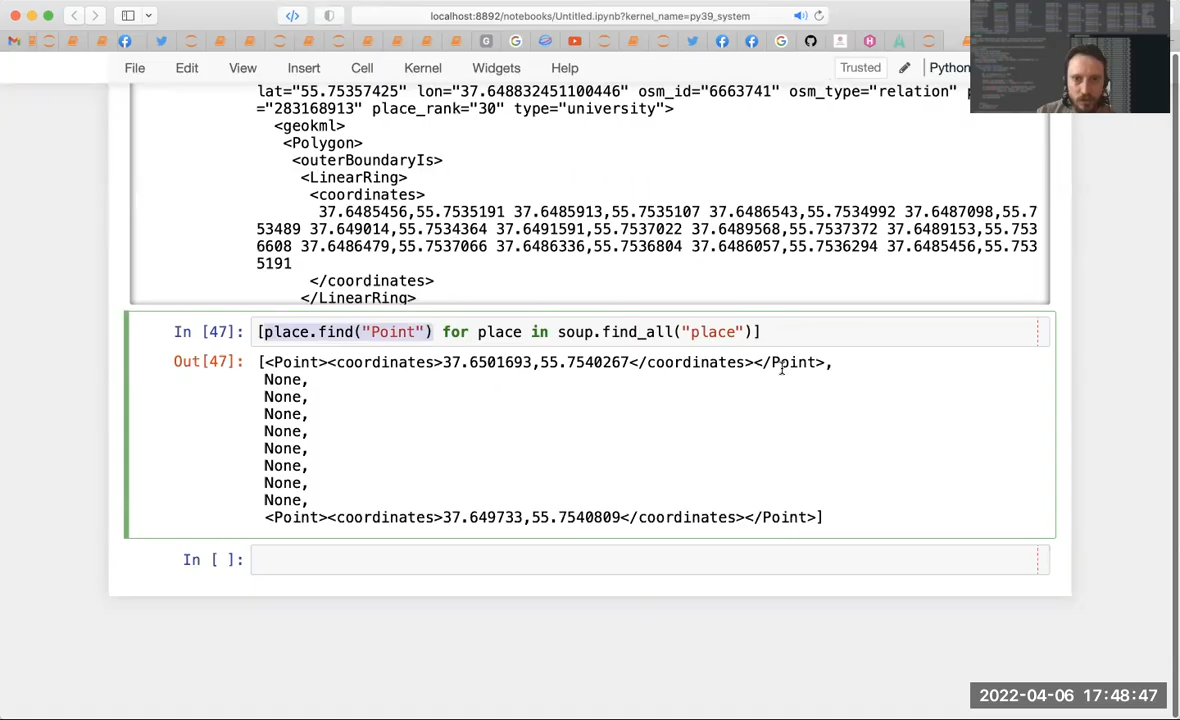 localhost:8892/notebooks/Untitled.ipynb?kernel_name=py39_system
File Edit View Insert Cell Kernel Widgets Help Trusted Python
lat="55.75357425" lon="37.648832451100446" osm_id="6663741" osm_type="relation" p
="283168913" place_rank="30" type="university">
<geokml>
<Polygon>
<outerBoundaryIs>
<LinearRing>
<coordinates>
37.6485456,55.7535191 37.6485913,55.7535107 37.6486543,55.7534992 37.6487098,55.7
53489 37.649014,55.7534364 37.6491591,55.7537022 37.6489568,55.7537372 37.6489153,55.753
6608 37.6486479,55.7537066 37.6486336,55.7536804 37.6486057,55.7536294 37.6485456,55.753
5191
</coordinates>
</LinearRing>
In [47]: [place.find("Point") for place in soup.find_all("place")]
Out[47]: [<Point><coordinates>37.6501693,55.7540267</coordinates></Point>,
None,
None,
None,
None,
None,
None,
None,
None,
<Point><coordinates>37.649733,55.7540809</coordinates></Point>]
In [ ]:
2022-04-06 17:48:47